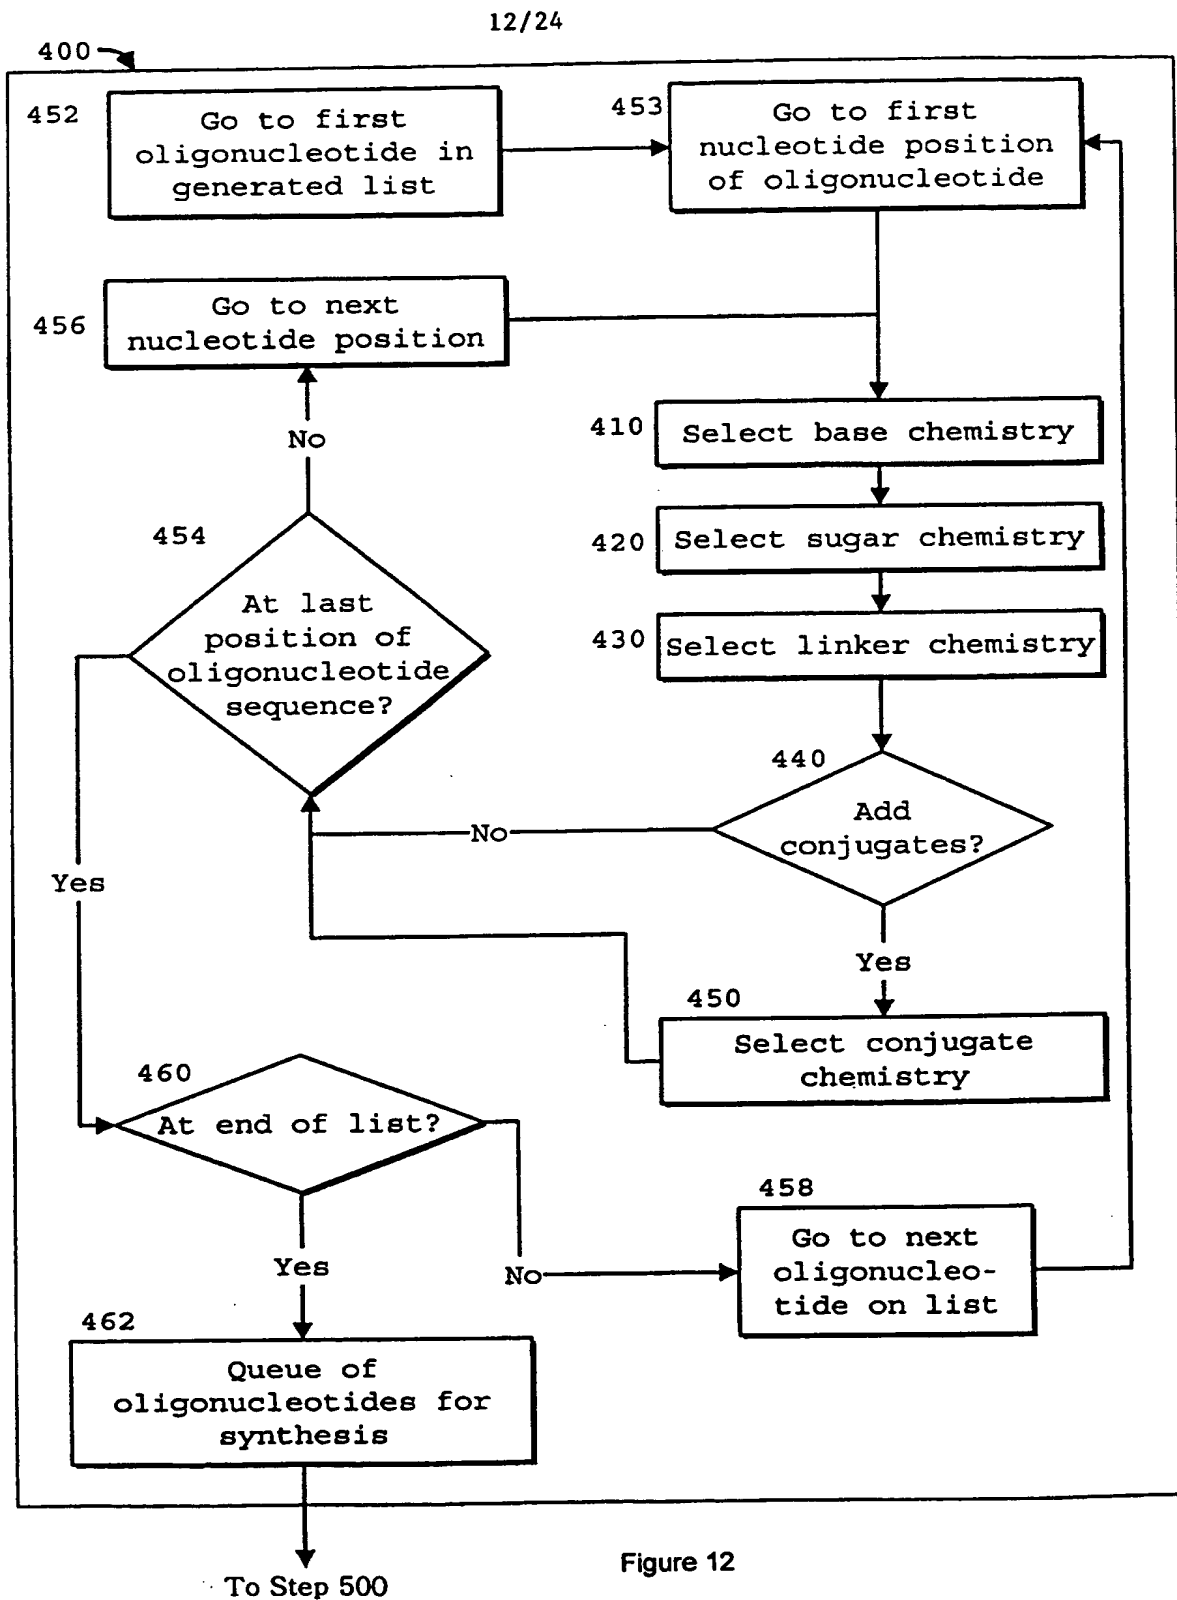 12/24
400
452
Go to first
oligonucleotide in
generated list
453
Go to first
nucleotide position
of oligonucleotide
456
Go to next
nucleotide position
No
410
Select base chemistry
454
At last
position of
oligonucleotide
sequence?
420
Select sugar chemistry
430
Select linker chemistry
440
Add
conjugates?
No
Yes
Yes
450
Select conjugate
chemistry
460
At end of list?
458
Go to next
oligonucleo-
tide on list
Yes
No
462
Queue of
oligonucleotides for
synthesis
To Step 500
Figure 12